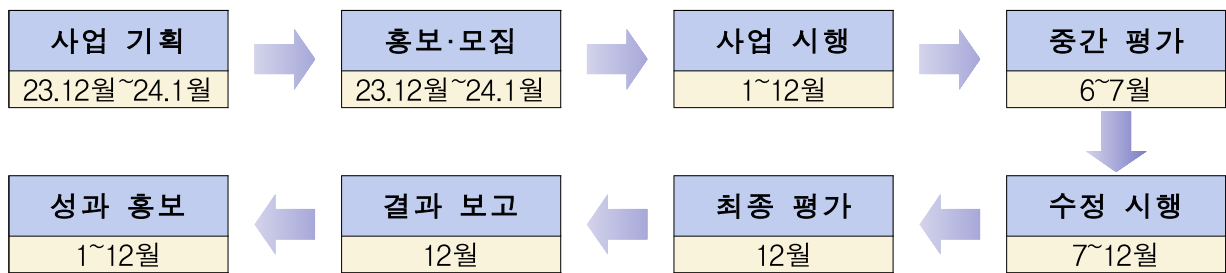 사업 기획
23.12월~24.1월
홍보·모집
23.12월~24.1월
사업 시행
1~12월
중간 평가
6~7월
수정 시행
7~12월
최종 평가
12월
결과 보고
12월
성과 홍보
1~12월